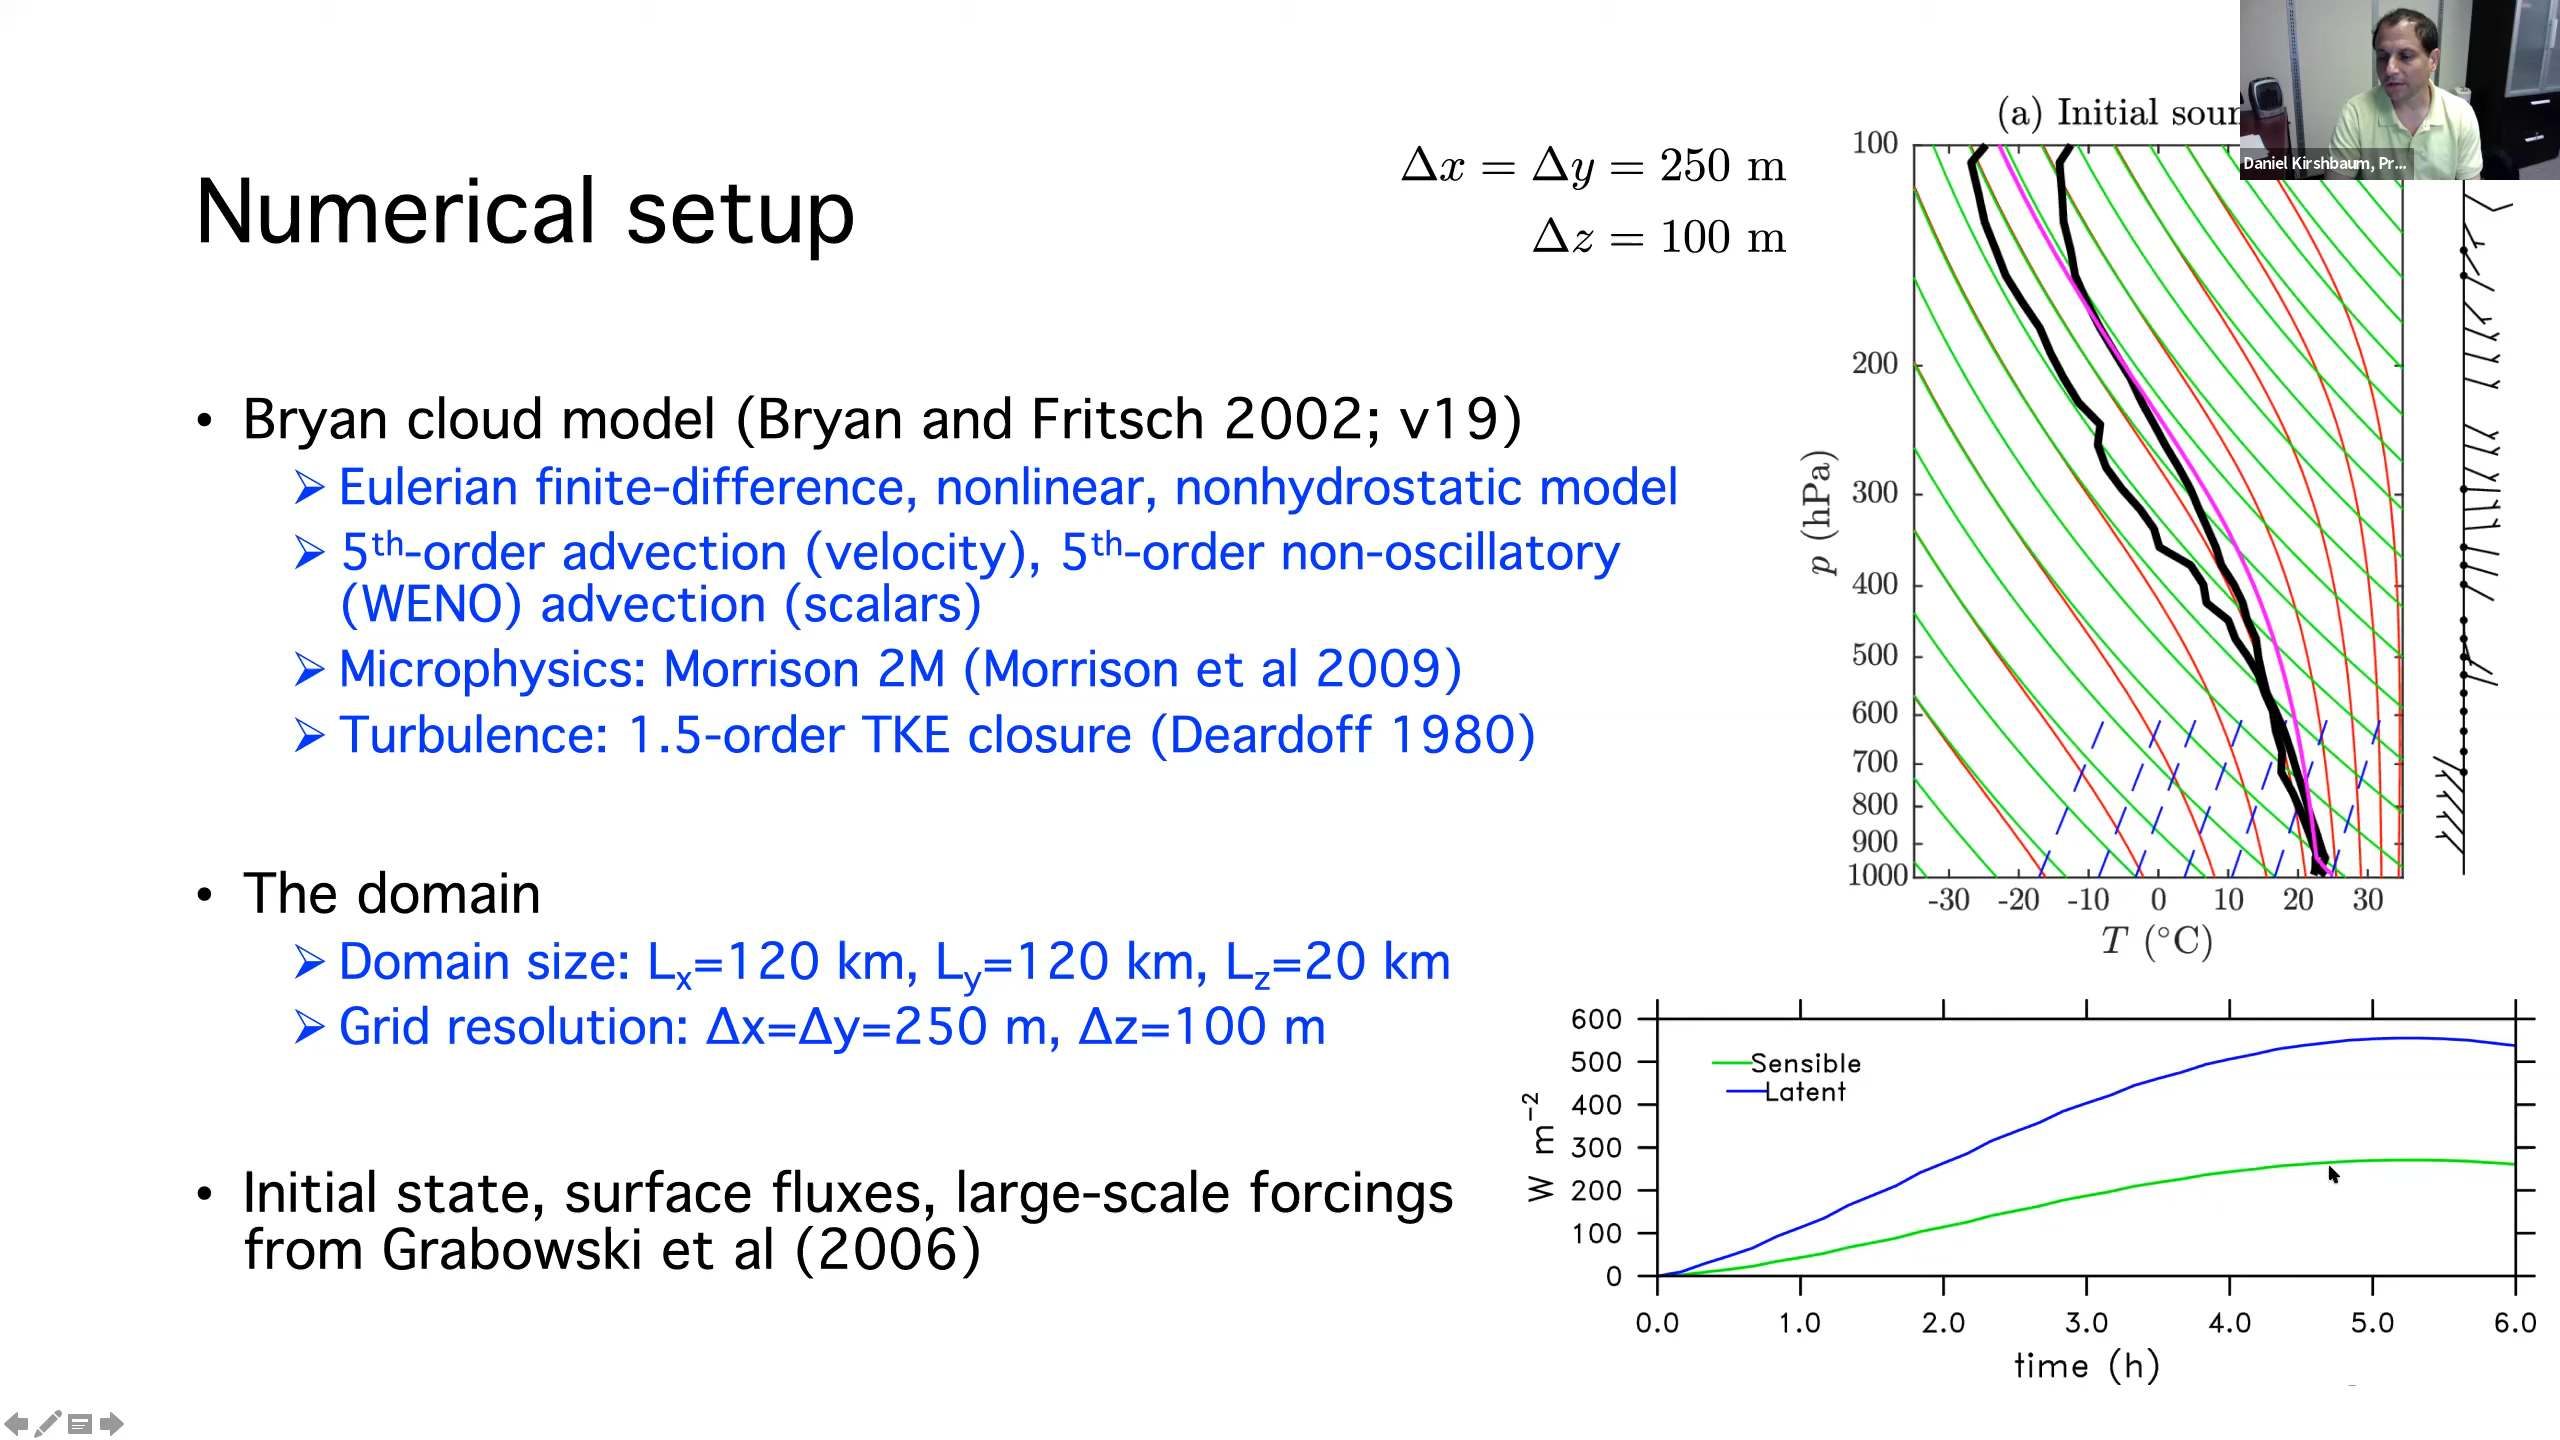 Numerical setup
Δx = Δy = 250 m
Δz = 100 m
• Bryan cloud model (Bryan and Fritsch 2002; v19)
➢ Eulerian finite-difference, nonlinear, nonhydrostatic model
➢ 5th-order advection (velocity), 5th-order non-oscillatory
(WENO) advection (scalars)
➢ Microphysics: Morrison 2M (Morrison et al 2009)
➢ Turbulence: 1.5-order TKE closure (Deardoff 1980)
• The domain
➢ Domain size: Lx=120 km, Ly=120 km, Lz=20 km
➢ Grid resolution: Δx=Δy=250 m, Δz=100 m
• Initial state, surface fluxes, large-scale forcings
from Grabowski et al (2006)
(a) Initial soun
Daniel Kirshbaum, Pr...
100
200
300
400
500
600
700
800
900
1000
p (hPa)
-30 -20 -10 0 10 20 30
T (°C)
600
500
400
300
200
100
0
W m−2
Sensible
Latent
0.0 1.0 2.0 3.0 4.0 5.0 6.0
time (h)